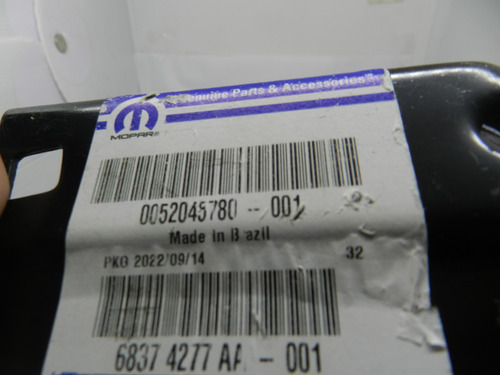 Genuine Parts & Accessories
MOPAR®
0052045780-001
Made in Brazil
PKG 2022/09/14 32
6837 4277 AA - 001